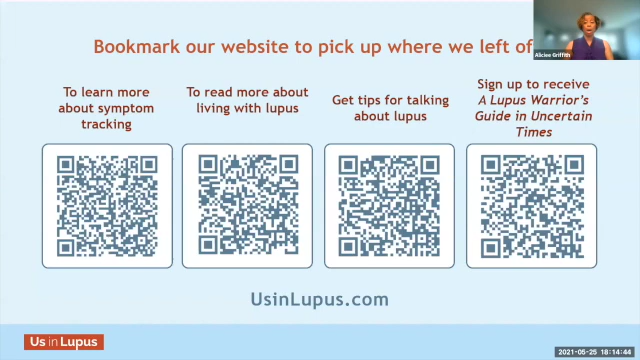 Bookmark our website to pick up where we left of
Aliciee Griffith
To learn more
about symptom
tracking
To read more about
living with lupus
Get tips for talking
about lupus
Sign up to receive
A Lupus Warrior's
Guide in Uncertain
Times
UsinLupus.com
Us in Lupus
2021-05-25 18:14:44